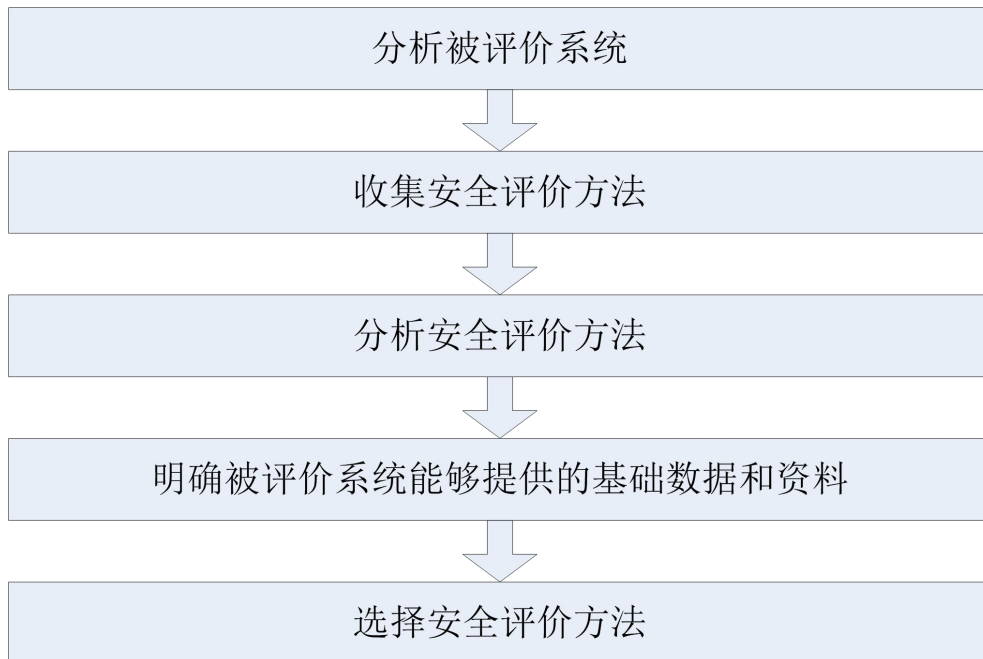 分析被评价系统
收集安全评价方法
分析安全评价方法
明确被评价系统能够提供的基础数据和资料
选择安全评价方法